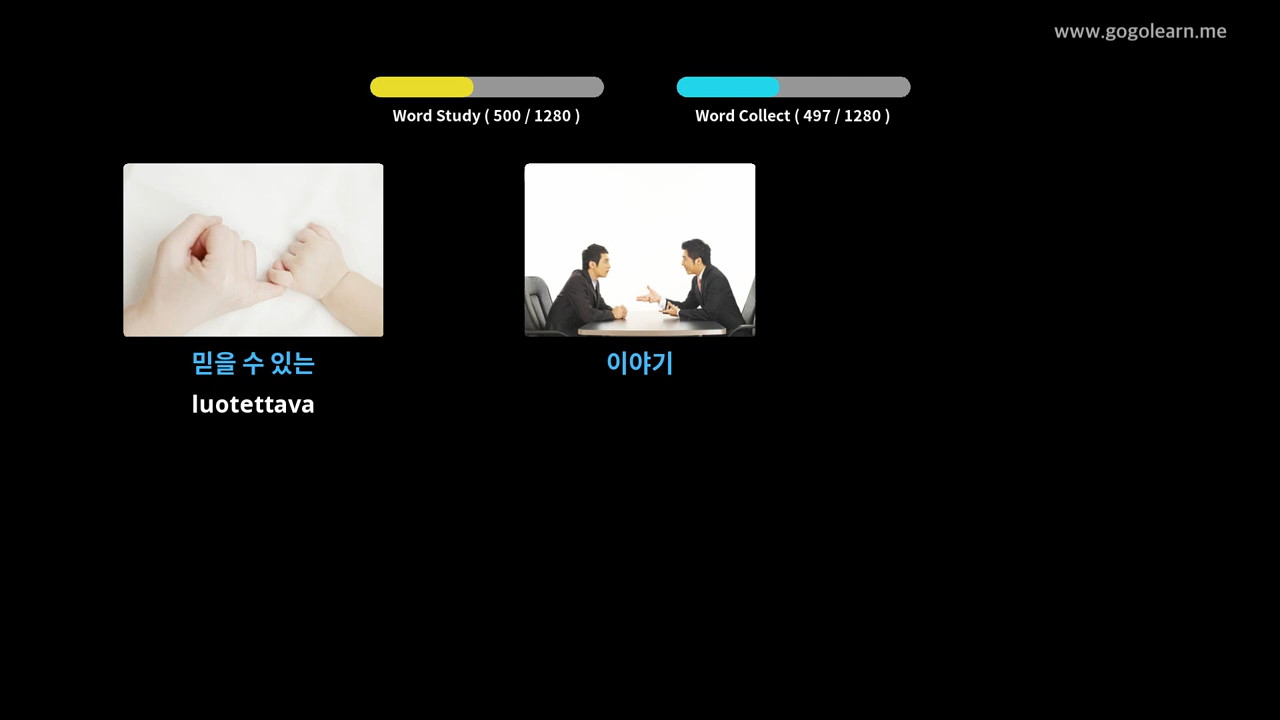 www.gogolearn.me
Word Study ( 500 / 1280 )
Word Collect ( 497 / 1280 )
믿을 수 있는
luotettava
이야기